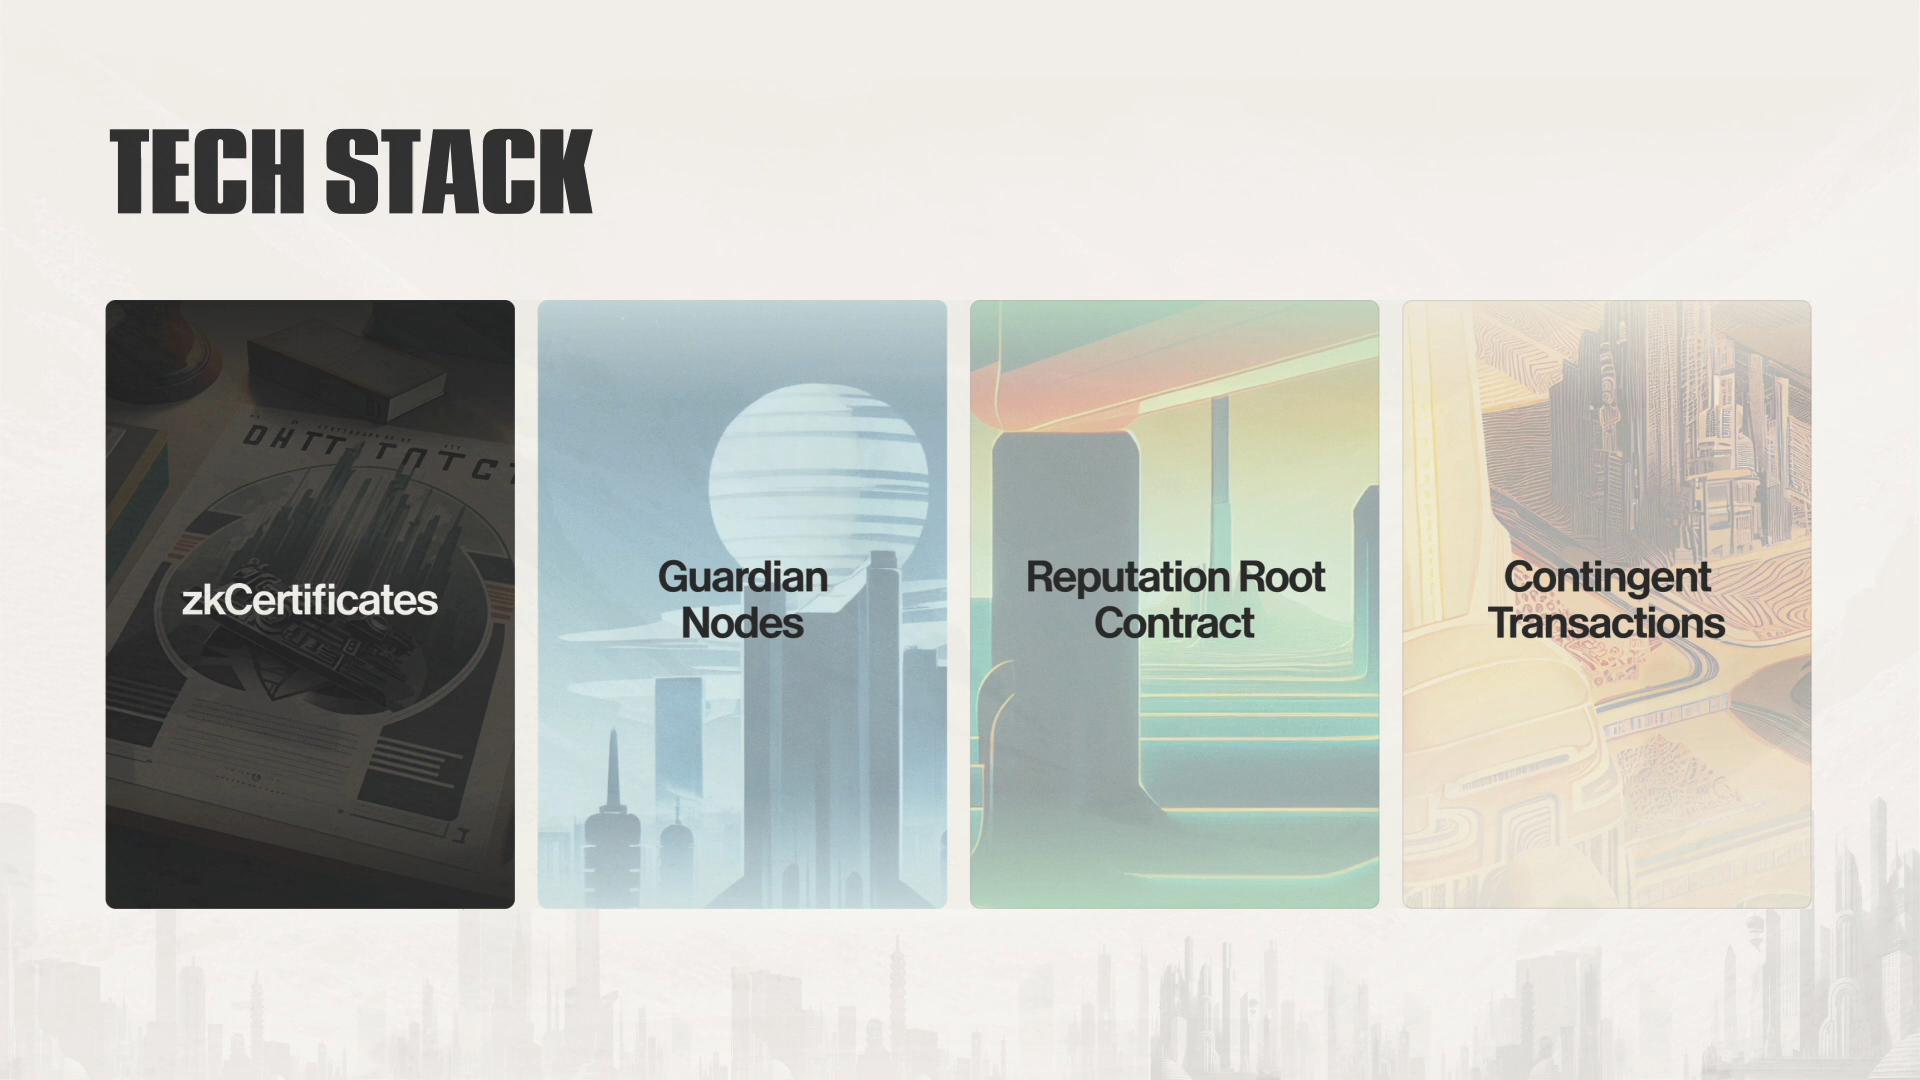 TECH STACK
zkCertificates
Guardian
Nodes
Reputation Root
Contract
Contingent
Transactions